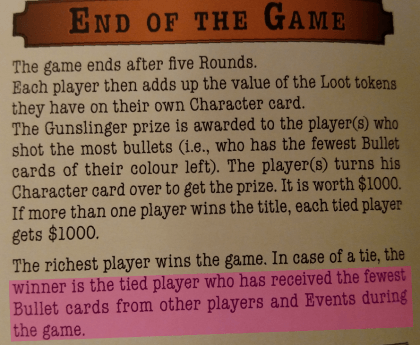 END OF THE GAME
The game ends after five Rounds.
Each player then adds up the value of the Loot tokens
they have on their own Character card.
The Gunslinger prize is awarded to the player(s) who
shot the most bullets (i.e., who has the fewest Bullet
cards of their colour left). The player(s) turns his
Character card over to get the prize. It is worth $1000.
If more than one player wins the title, each tied player
gets $1000.
The richest player wins the game. In case of a tie, the
winner is the tied player who has received the fewest
Bullet cards from other players and Events during
the game.